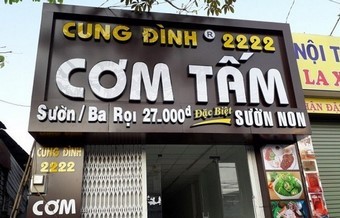 CUNG ĐÌNH ® 2222
CƠM TẤM
Sườn / Ba Rọi 27.000đ Đặc Biệt SƯỜN NON
CUNG ĐÌNH
2222
CƠM
NỘI T
LA X